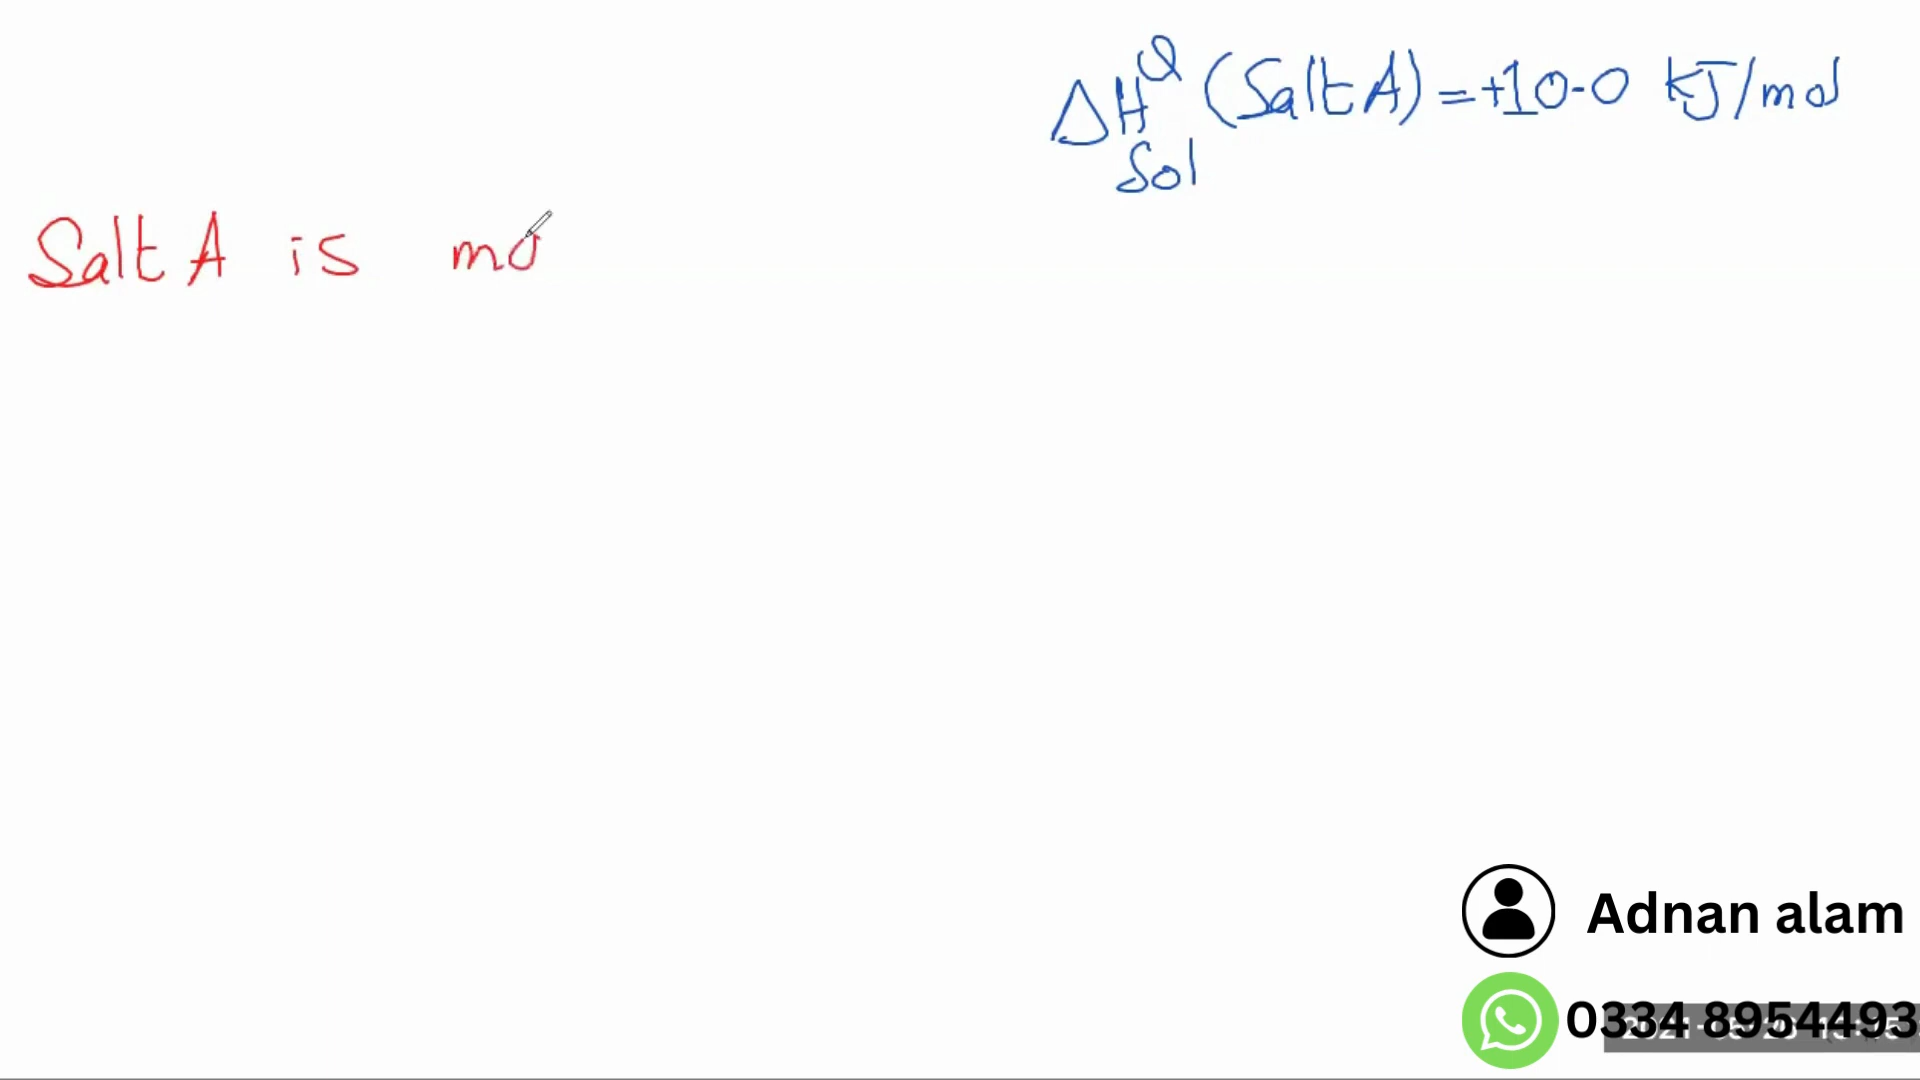 ΔH⦵sol (Salt A) = +10.0 kJ/mol
Salt A is mo
Adnan alam
0334 8954493